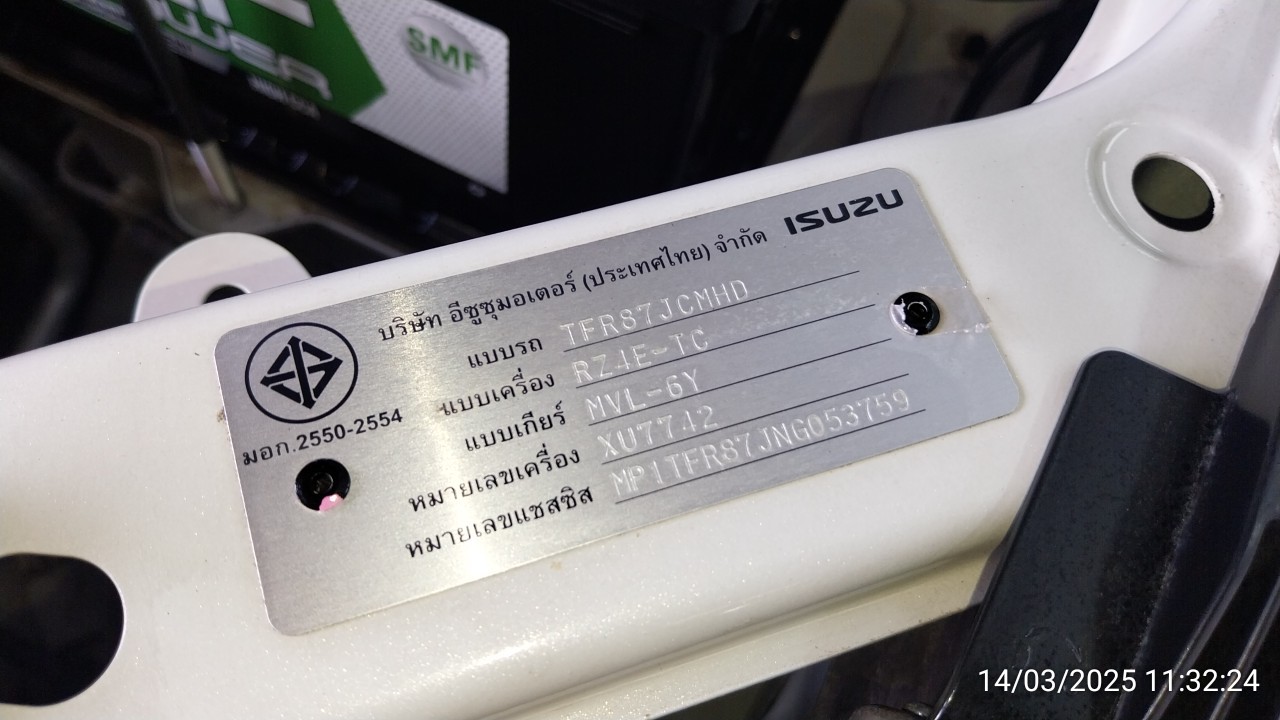 SMF
ISUZU
บริษัท อีซูซุมอเตอร์ (ประเทศไทย) จำกัด
แบบรถ TFR87JCMHD
แบบเครื่อง RZ4E-TC
แบบเกียร์ MVL-6Y
หมายเลขเครื่อง XU7742
หมายเลขแชสซิส MP1TFR87JNG053759
มอก.2550-2554
14/03/2025 11:32:24